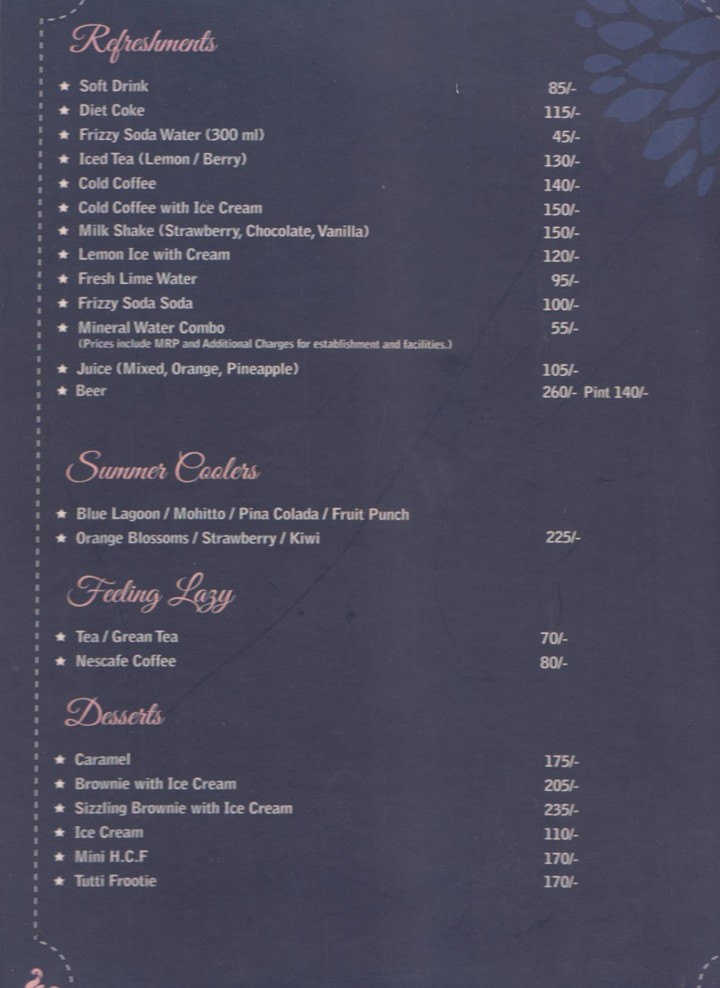 Refreshments
★ Soft Drink 85/-
★ Diet Coke 115/-
★ Frizzy Soda Water (300 ml) 45/-
★ Iced Tea (Lemon / Berry) 130/-
★ Cold Coffee 140/-
★ Cold Coffee with Ice Cream 150/-
★ Milk Shake (Strawberry, Chocolate, Vanilla) 150/-
★ Lemon Ice with Cream 120/-
★ Fresh Lime Water 95/-
★ Frizzy Soda Soda 100/-
★ Mineral Water Combo 55/-
(Prices include MRP and Additional Charges for establishment and facilities.)
★ Juice (Mixed, Orange, Pineapple) 105/-
★ Beer 260/- Pint 140/-
Summer Coolers
★ Blue Lagoon / Mohitto / Pina Colada / Fruit Punch
★ Orange Blossoms / Strawberry / Kiwi 225/-
Feeling Lazy
★ Tea / Grean Tea 70/-
★ Nescafe Coffee 80/-
Desserts
★ Caramel 175/-
★ Brownie with Ice Cream 205/-
★ Sizzling Brownie with Ice Cream 235/-
★ Ice Cream 110/-
★ Mini H.C.F 170/-
★ Tutti Frootie 170/-